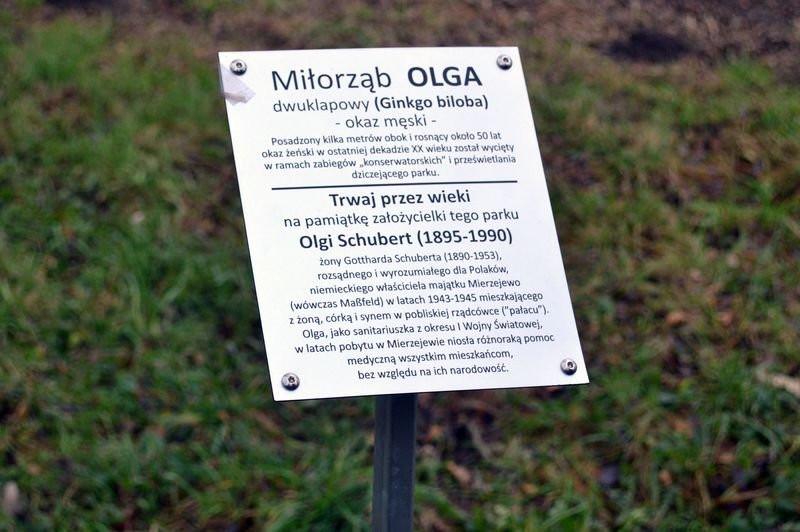 Miłorząb OLGA
dwuklapowy (Ginkgo biloba)
- okaz męski -
Posadzony kilka metrów obok i rosnący około 50 lat
okaz żeński w ostatniej dekadzie XX wieku został wycięty
w ramach zabiegów „konserwatorskich” i prześwietlania
dziczejącego parku.
Trwaj przez wieki
na pamiątkę założycielki tego parku
Olgi Schubert (1895-1990)
żony Gottharda Schuberta (1890-1953),
rozsądnego i wyrozumiałego dla Polaków,
niemieckiego właściciela majątku Mierzejewo
(wówczas Maßfeld) w latach 1943-1945 mieszkającego
z żoną, córką i synem w pobliskiej rządcówce ("pałacu").
Olga, jako sanitariuszka z okresu I Wojny Światowej,
w latach pobytu w Mierzejewie niosła różnoraką pomoc
medyczną wszystkim mieszkańcom,
bez względu na ich narodowość.